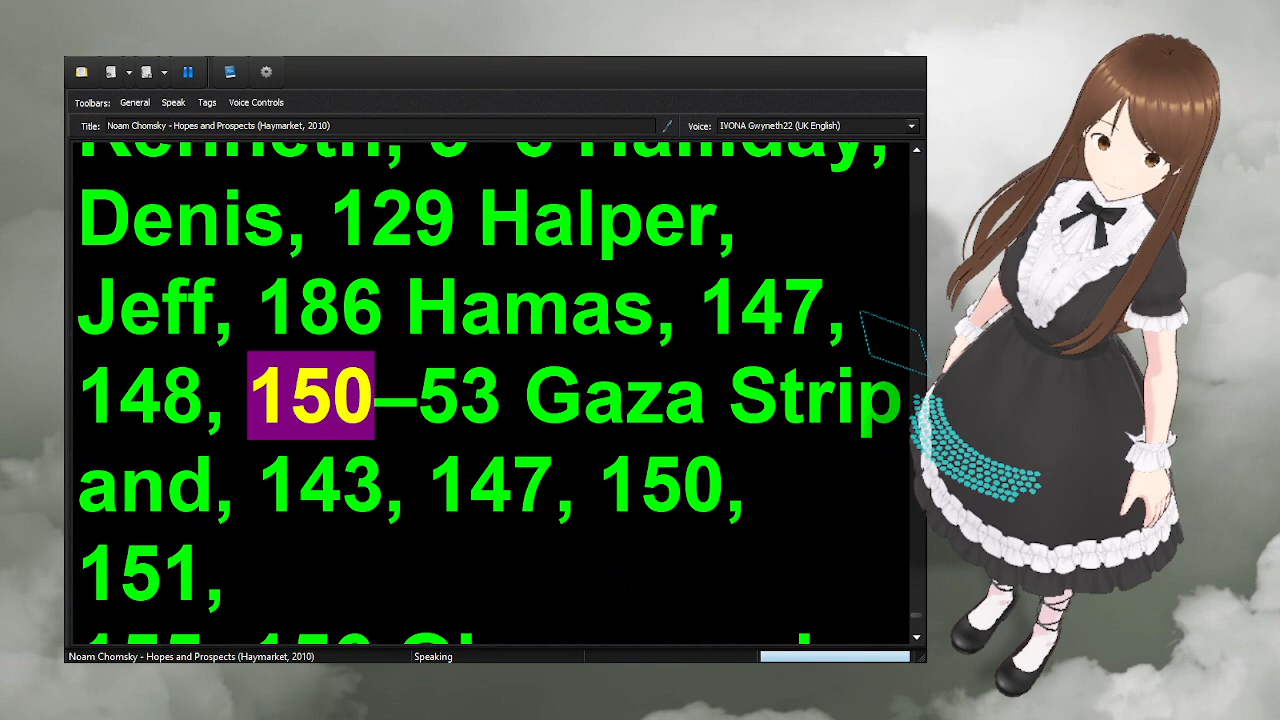 Toolbars: General Speak Tags Voice Controls
Title: Noam Chomsky - Hopes and Prospects (Haymarket, 2010) Voice: IVONA Gwyneth22 (UK English)
Denis, 129 Halper,
Jeff, 186 Hamas, 147,
148, 150–53 Gaza Strip
and, 143, 147, 150,
151,
Noam Chomsky - Hopes and Prospects (Haymarket, 2010) Speaking